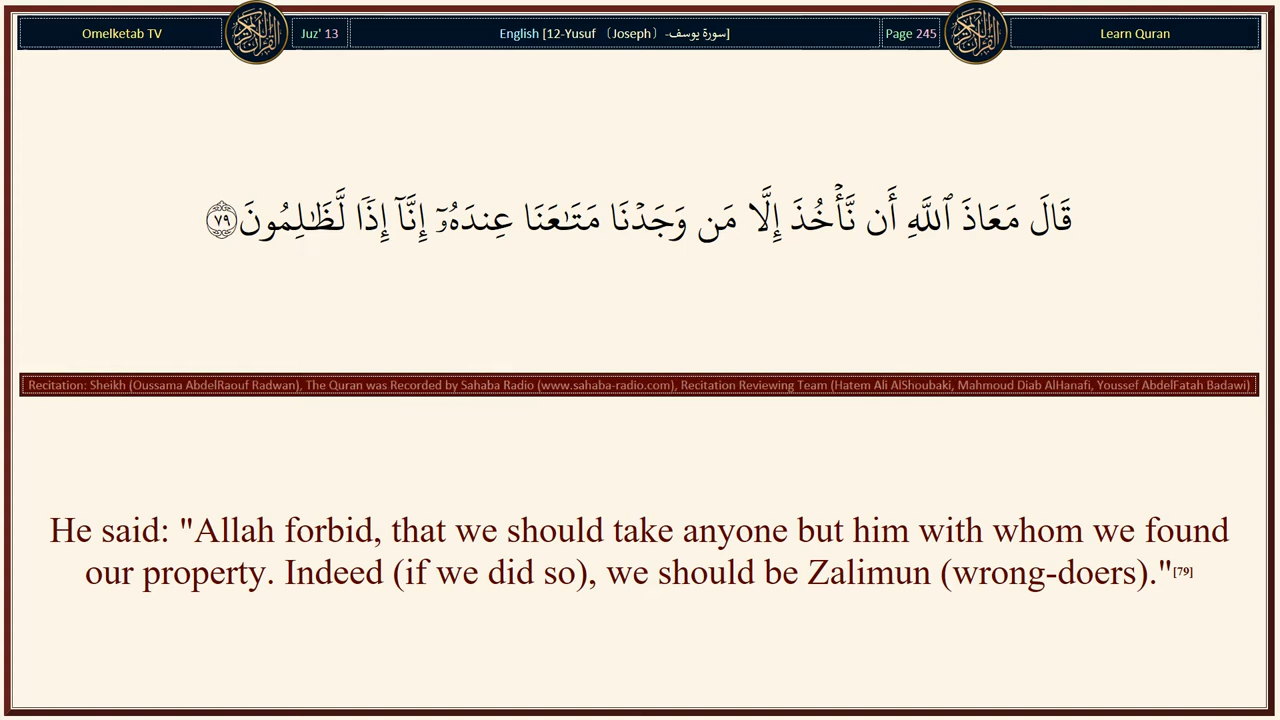 Omelketab TV
Juz' 13
English [12-Yusuf （Joseph）-سورة يوسف]
Page 245
Learn Quran
قَالَ مَعَاذَ ٱللَّهِ أَن نَّأۡخُذَ إِلَّا مَن وَجَدۡنَا مَتَٰعَنَا عِندَهُۥٓ إِنَّآ إِذٗا لَّظَٰلِمُونَ ٧٩
Recitation: Sheikh (Oussama AbdelRaouf Radwan), The Quran was Recorded by Sahaba Radio (www.sahaba-radio.com), Recitation Reviewing Team (Hatem Ali AlShoubaki, Mahmoud Diab AlHanafi, Youssef AbdelFatah Badawi)
He said: "Allah forbid, that we should take anyone but him with whom we found
our property. Indeed (if we did so), we should be Zalimun (wrong-doers)."[79]